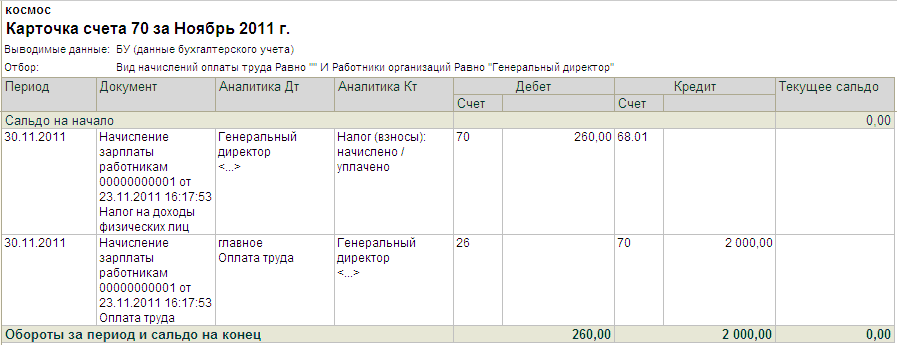 космос
Карточка счета 70 за Ноябрь 2011 г.
Выводимые данные: БУ (данные бухгалтерского учета)
Отбор: Вид начислений оплаты труда Равно "" И Работники организаций Равно "Генеральный директор"
Период Документ Аналитика Дт Аналитика Кт Дебет Кредит Текущее сальдо
Счет Счет
Сальдо на начало 0,00
30.11.2011 Начисление Генеральный Налог (взносы): 70 260,00 68.01
зарплаты директор начислено /
работникам <...> уплачено
00000000001 от
23.11.2011 16:17:53
Налог на доходы
физических лиц
30.11.2011 Начисление главное Генеральный 26 70 2 000,00
зарплаты Оплата труда директор
работникам <...>
00000000001 от
23.11.2011 16:17:53
Оплата труда
Обороты за период и сальдо на конец 260,00 2 000,00 0,00